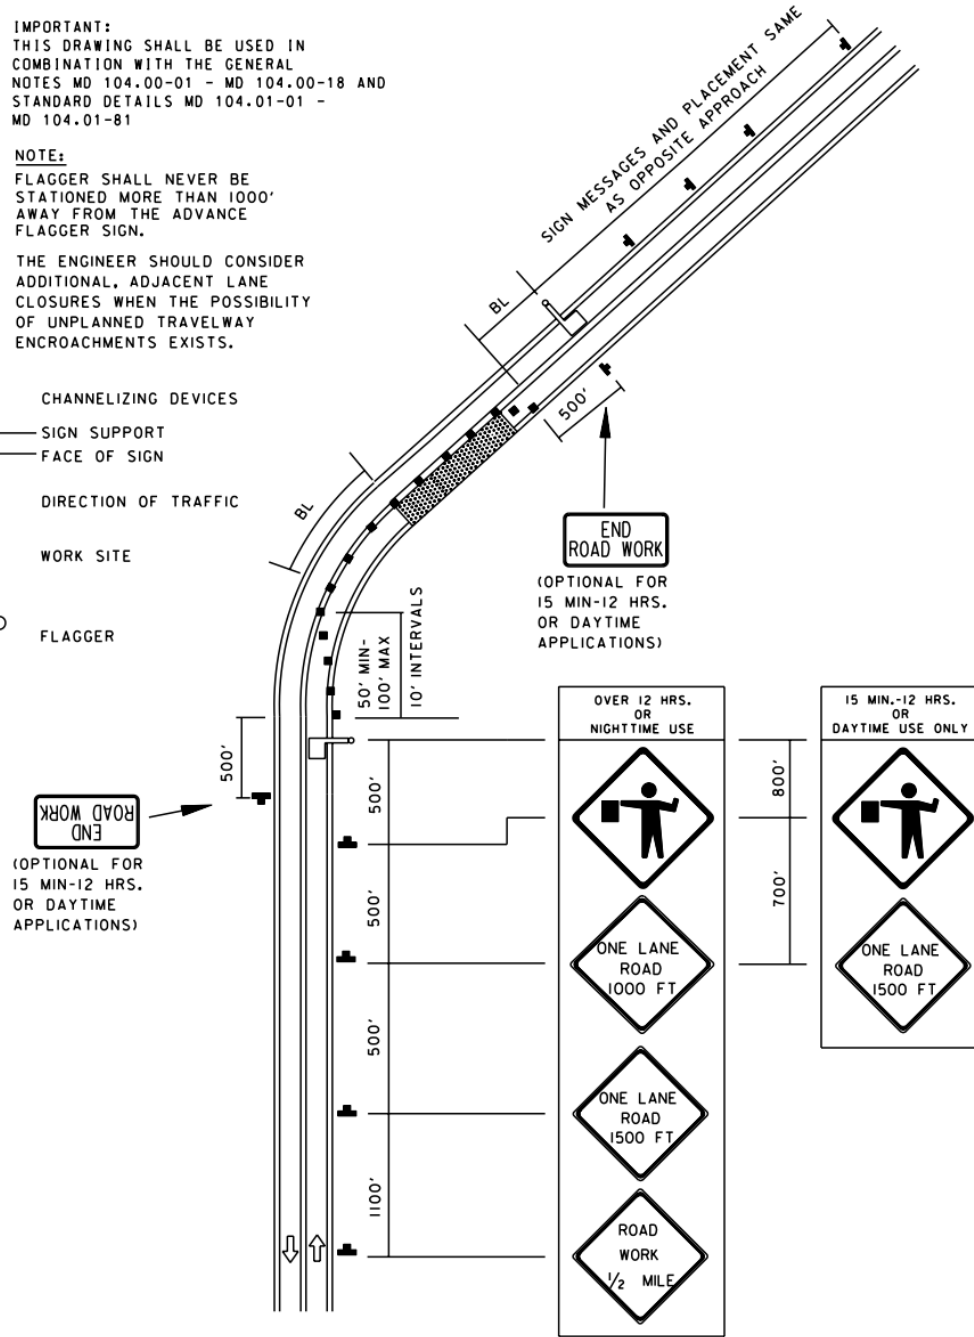 IMPORTANT:
THIS DRAWING SHALL BE USED IN
COMBINATION WITH THE GENERAL
NOTES MD 104.00-01 - MD 104.00-18 AND
STANDARD DETAILS MD 104.01-01 -
MD 104.01-81
NOTE:
FLAGGER SHALL NEVER BE
STATIONED MORE THAN 1000'
AWAY FROM THE ADVANCE
FLAGGER SIGN.
THE ENGINEER SHOULD CONSIDER
ADDITIONAL, ADJACENT LANE
CLOSURES WHEN THE POSSIBILITY
OF UNPLANNED TRAVELWAY
ENCROACHMENTS EXISTS.
CHANNELIZING DEVICES
SIGN SUPPORT
FACE OF SIGN
DIRECTION OF TRAFFIC
WORK SITE
FLAGGER
SIGN MESSAGES AND PLACEMENT SAME
AS OPPOSITE APPROACH
BL
500'
BL
END
ROAD WORK
(OPTIONAL FOR
15 MIN-12 HRS.
OR DAYTIME
APPLICATIONS)
50' MIN-
100' MAX
10' INTERVALS
500'
END
ROAD WORK
(OPTIONAL FOR
15 MIN-12 HRS.
OR DAYTIME
APPLICATIONS)
500'
500'
500'
1100'
OVER 12 HRS.
OR
NIGHTTIME USE
ONE LANE
ROAD
1000 FT
ONE LANE
ROAD
1500 FT
ROAD
WORK
1/2 MILE
800'
700'
15 MIN.-12 HRS.
OR
DAYTIME USE ONLY
ONE LANE
ROAD
1500 FT